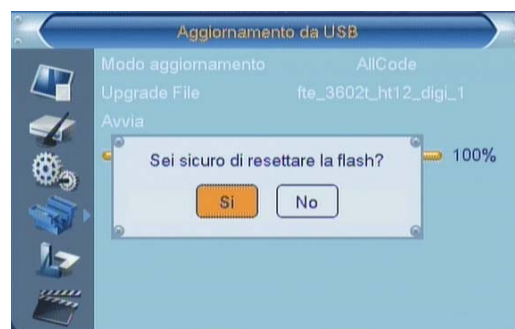 Aggiornamento da USB
Modo aggiornamento AllCode
Upgrade File fte_3602t_ht12_digi_1
Avvia
100%
Sei sicuro di resettare la flash?
Si No